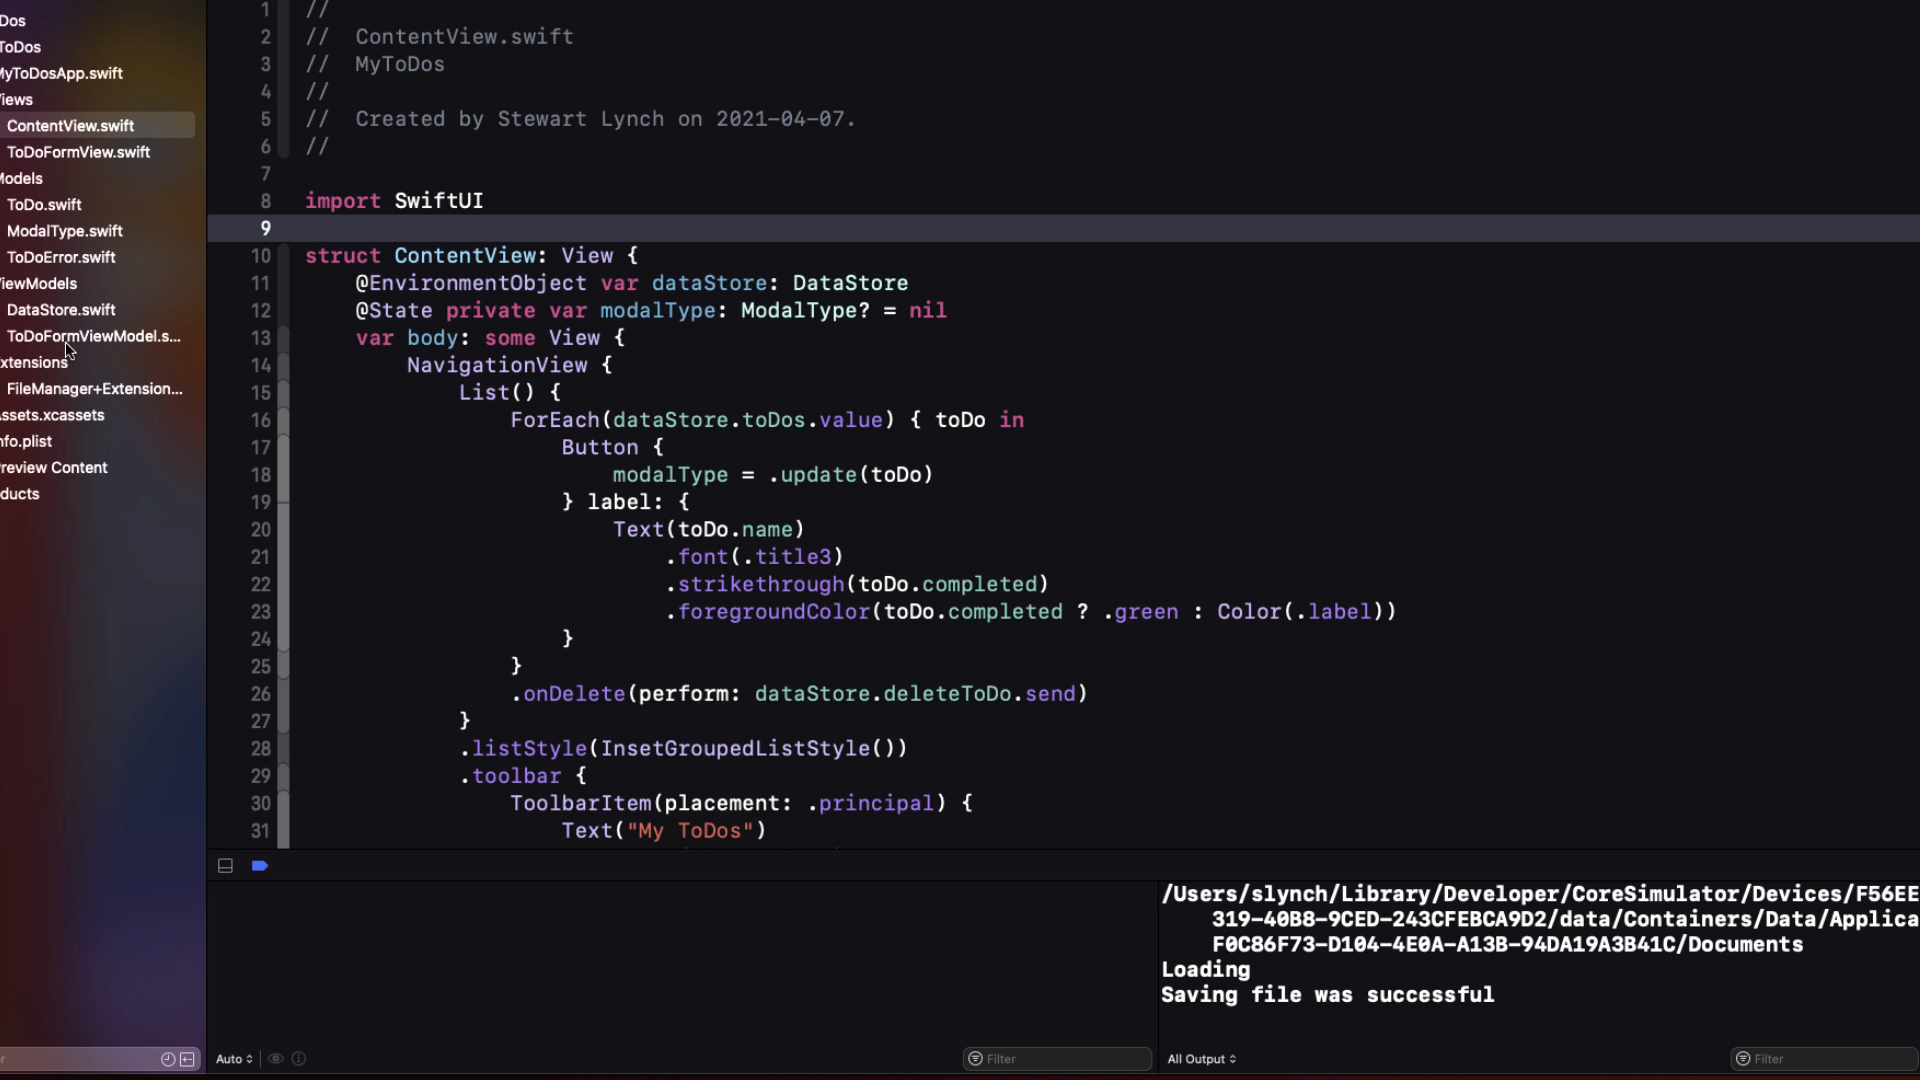 Dos
ToDos
MyToDosApp.swift
Views
ContentView.swift
ToDoFormView.swift
Models
ToDo.swift
ModalType.swift
ToDoError.swift
ViewModels
DataStore.swift
ToDoFormViewModel.s...
xtensions
FileManager+Extension...
Assets.xcassets
nfo.plist
Preview Content
ducts
1 //
2 //  ContentView.swift
3 //  MyToDos
4 //
5 //  Created by Stewart Lynch on 2021-04-07.
6 //
7
8 import SwiftUI
9
10 struct ContentView: View {
11     @EnvironmentObject var dataStore: DataStore
12     @State private var modalType: ModalType? = nil
13     var body: some View {
14         NavigationView {
15             List() {
16                 ForEach(dataStore.toDos.value) { toDo in
17                     Button {
18                         modalType = .update(toDo)
19                     } label: {
20                         Text(toDo.name)
21                             .font(.title3)
22                             .strikethrough(toDo.completed)
23                             .foregroundColor(toDo.completed ? .green : Color(.label))
24                     }
25                 }
26                 .onDelete(perform: dataStore.deleteToDo.send)
27             }
28             .listStyle(InsetGroupedListStyle())
29             .toolbar {
30                 ToolbarItem(placement: .principal) {
31                     Text("My ToDos")
/Users/slynch/Library/Developer/CoreSimulator/Devices/F56EE
319-40B8-9CED-243CFEBCA9D2/data/Containers/Data/Applica
F0C86F73-D104-4E0A-A13B-94DA19A3B41C/Documents
Loading
Saving file was successful
r
Auto
Filter
All Output
Filter